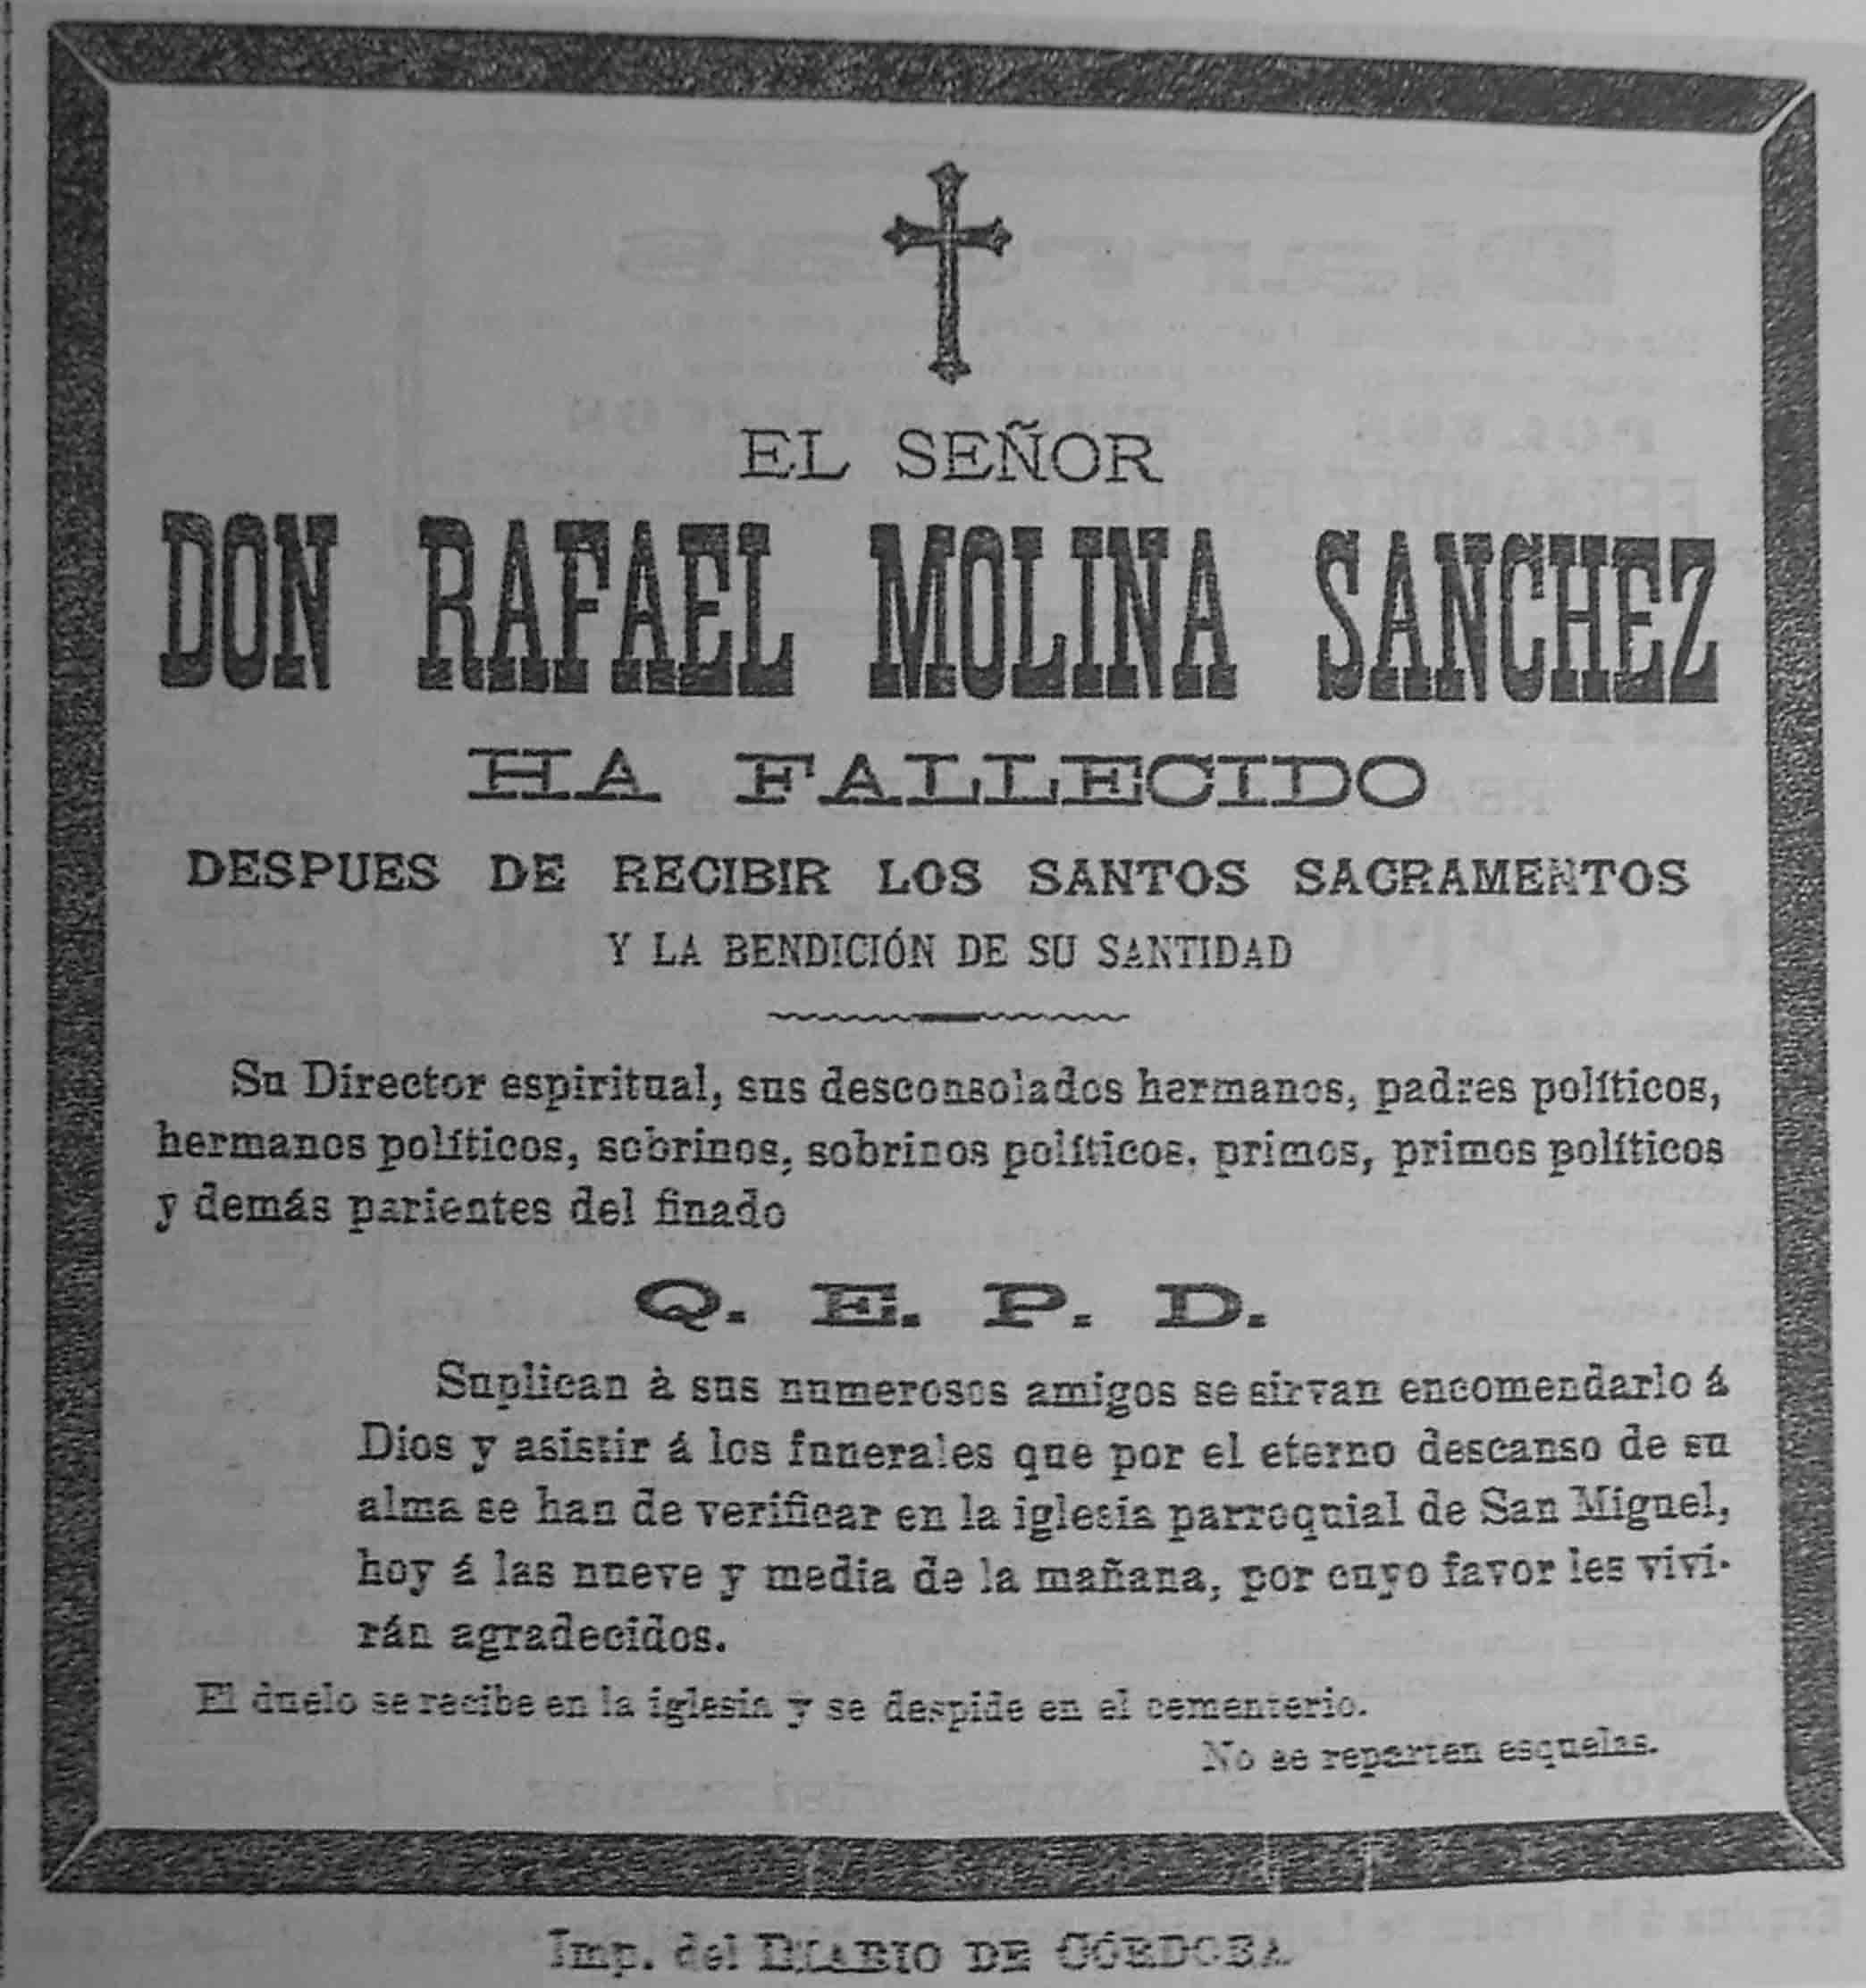 EL SEÑOR
DON RAFAEL MOLINA SANCHEZ
HA FALLECIDO
DESPUES DE RECIBIR LOS SANTOS SACRAMENTOS
Y LA BENDICIÓN DE SU SANTIDAD
Su Director espiritual, sus desconsolados hermanos, padres políticos,
hermanos políticos, sobrinos, sobrinos políticos, primos, primos políticos
y demás parientes del finado
Q. E. P. D.
Suplican à sus numerosos amigos se sirvan encomendarlo á
Dios y asistir á los funerales que por el eterno descanso de su
alma se han de verificar en la iglesia parroquial de San Miguel,
hoy á las nueve y media de la mañana, por cuyo favor les vivi-
rán agradecidos.
El duelo se recibe en la iglesia y se despide en el cementerio.
No se reparten esquelas.
Imp. del DIARIO DE CÓRDOBA